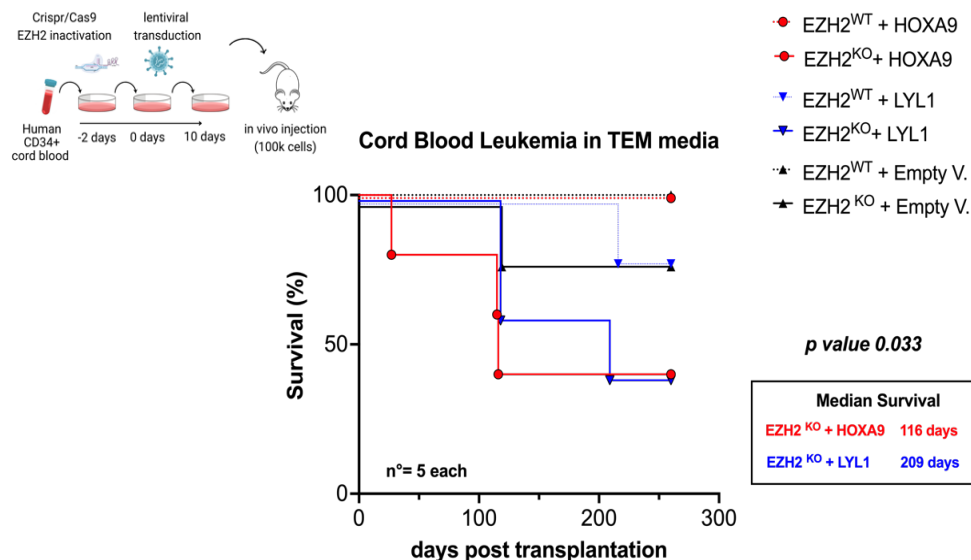 Crispr/Cas9
EZH2 inactivation
lentiviral
transduction
Human
CD34+
cord blood
-2 days
0 days
10 days
in vivo injection
(100k cells)
EZH2WT + HOXA9
EZH2KO+ HOXA9
EZH2WT + LYL1
EZH2KO+ LYL1
EZH2WT + Empty V.
EZH2 KO + Empty V.
Cord Blood Leukemia in TEM media
Survival (%)
100
50
0
n°= 5 each
0
100
200
300
days post transplantation
p value 0.033
Median Survival
EZH2 KO + HOXA9 116 days
EZH2 KO + LYL1 209 days